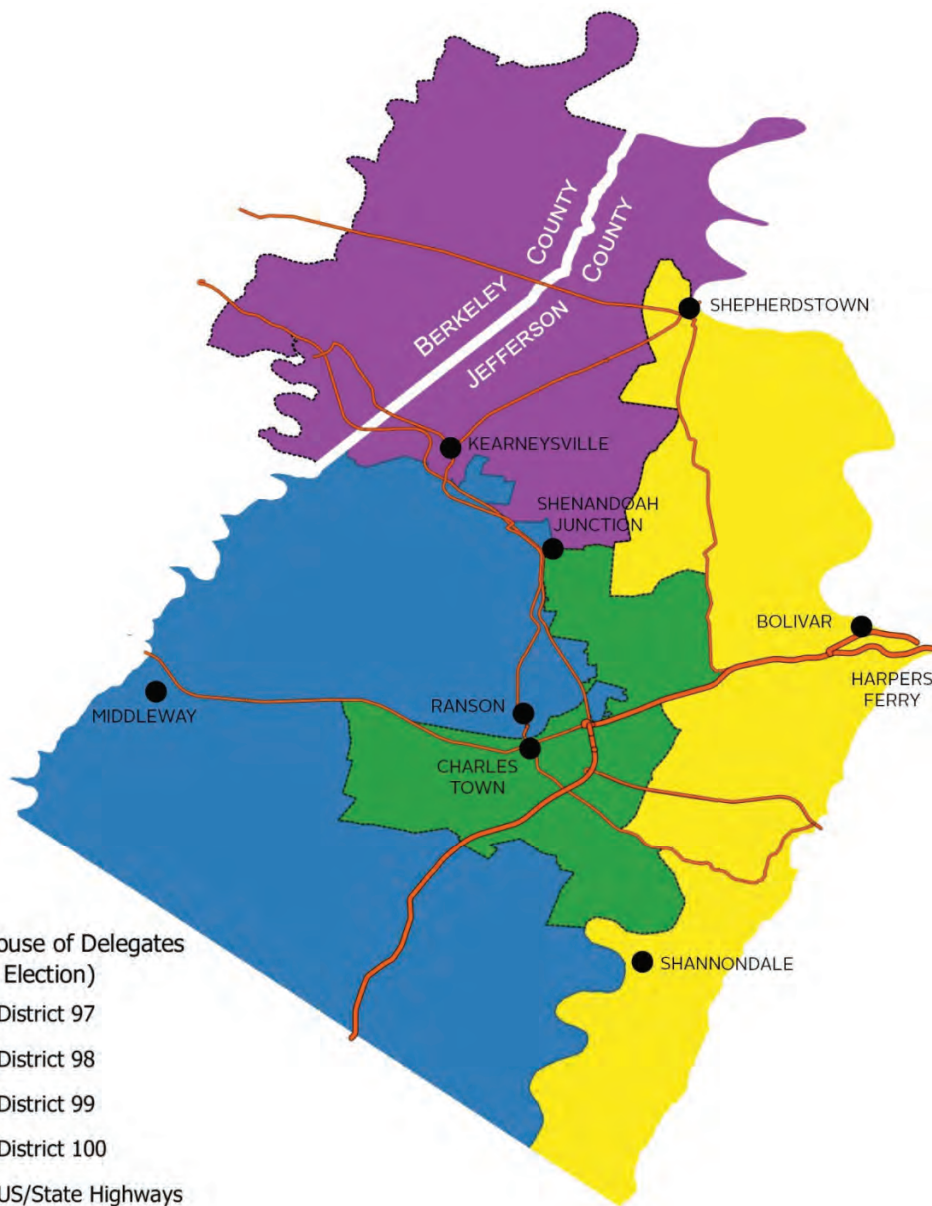 BERKELEY COUNTY
JEFFERSON COUNTY
SHEPHERDSTOWN
KEARNEYSVILLE
SHENANDOAH
JUNCTION
BOLIVAR
HARPERS
FERRY
MIDDLEWAY
RANSON
CHARLES
TOWN
SHANNONDALE
ouse of Delegates
Election)
District 97
District 98
District 99
District 100
US/State Highways